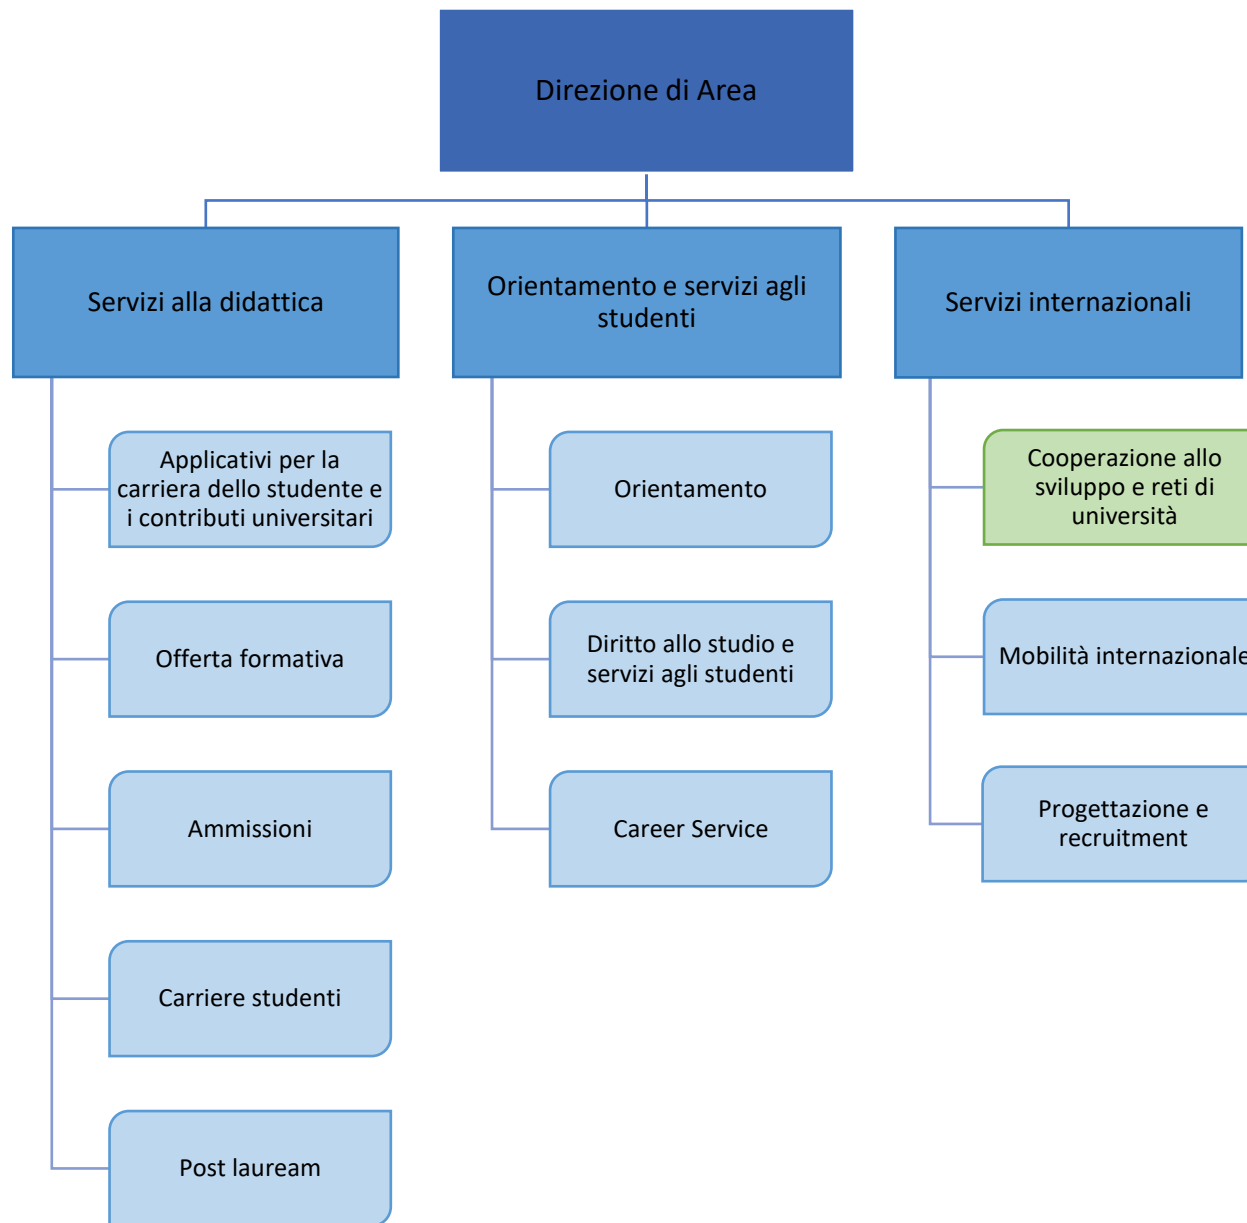 Direzione di Area
Servizi alla didattica
Orientamento e servizi agli
studenti
Servizi internazionali
Applicativi per la
carriera dello studente e
i contributi universitari
Offerta formativa
Ammissioni
Carriere studenti
Post lauream
Orientamento
Diritto allo studio e
servizi agli studenti
Career Service
Cooperazione allo
sviluppo e reti di
università
Mobilità internazionale
Progettazione e
recruitment